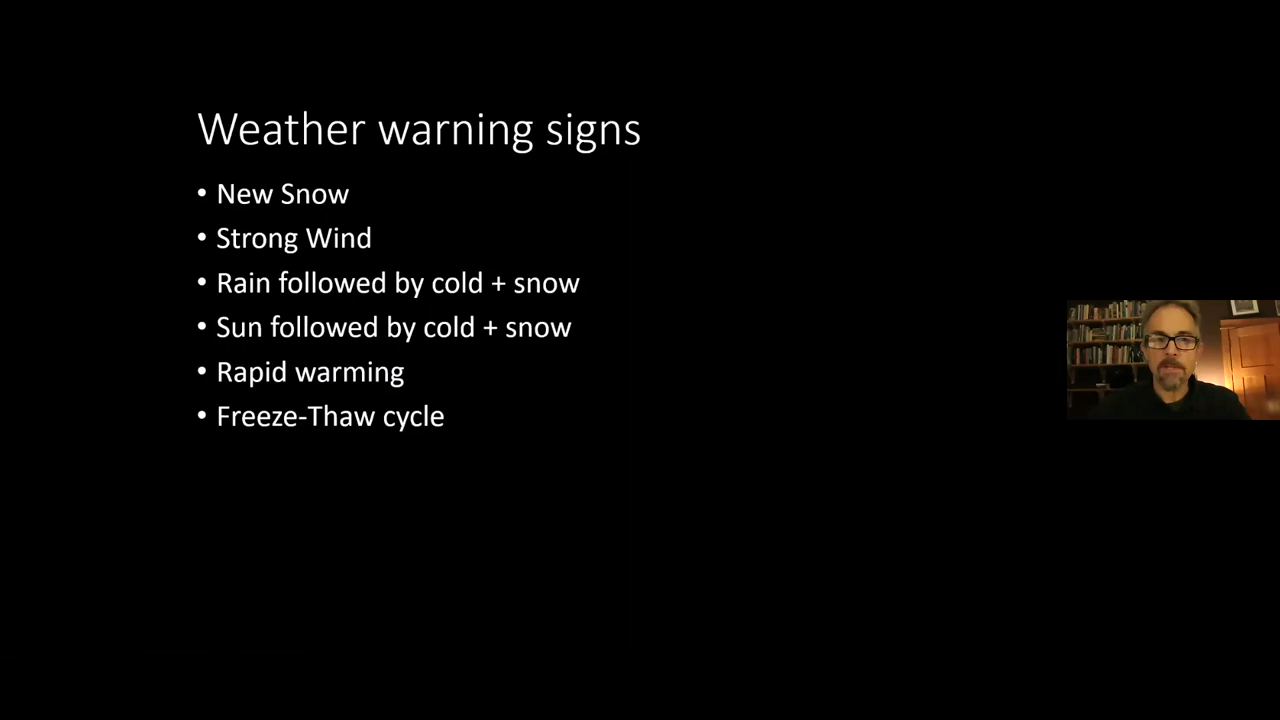 Weather warning signs
• New Snow
• Strong Wind
• Rain followed by cold + snow
• Sun followed by cold + snow
• Rapid warming
• Freeze-Thaw cycle